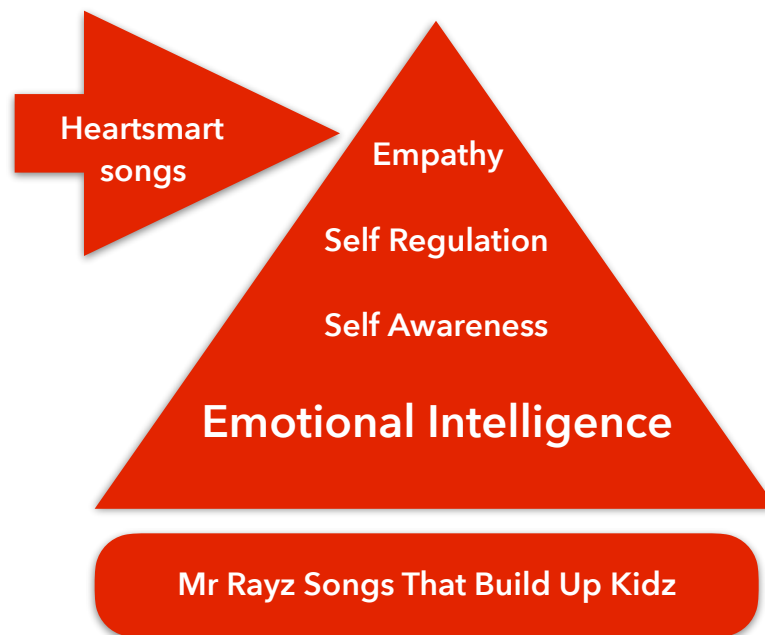 Heartsmart
songs
Empathy
Self Regulation
Self Awareness
Emotional Intelligence
Mr Rayz Songs That Build Up Kidz